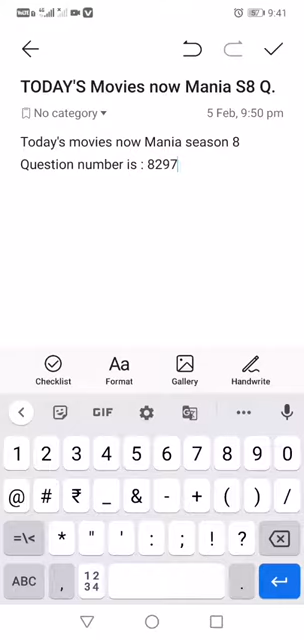 9:41
TODAY'S Movies now Mania S8 Q.
No category
5 Feb, 9:50 pm
Today's movies now Mania season 8
Question number is : 8297
Checklist
Format
Gallery
Handwrite
GIF
1 2 3 4 5 6 7 8 9 0
@ # ₹ _ & - + ( ) /
=\< * " ' : ; ! ?
ABC , 12 34 .